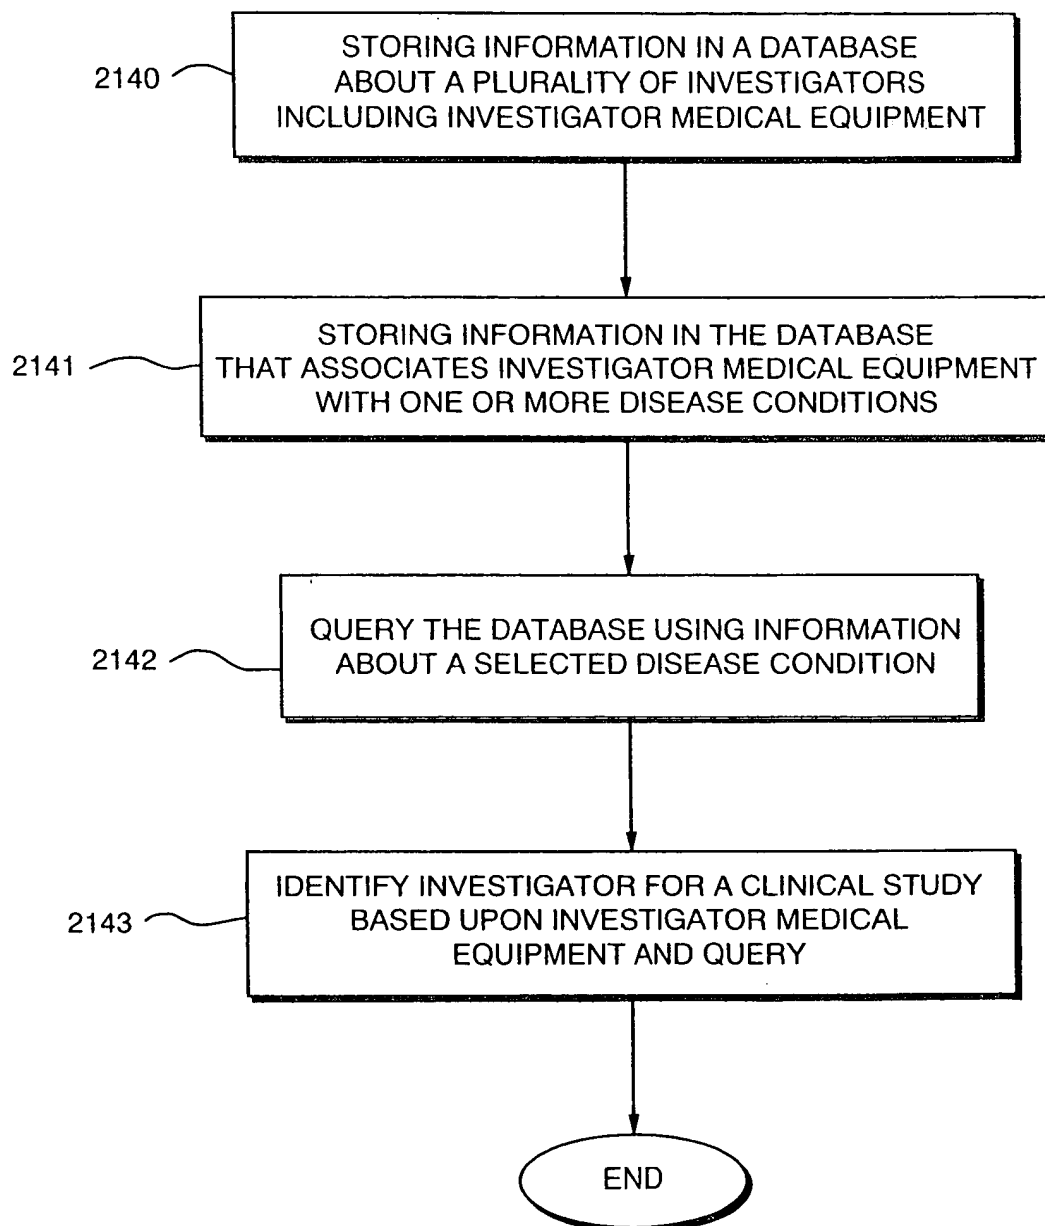 2140
STORING INFORMATION IN A DATABASE
ABOUT A PLURALITY OF INVESTIGATORS
INCLUDING INVESTIGATOR MEDICAL EQUIPMENT
2141
STORING INFORMATION IN THE DATABASE
THAT ASSOCIATES INVESTIGATOR MEDICAL EQUIPMENT
WITH ONE OR MORE DISEASE CONDITIONS
2142
QUERY THE DATABASE USING INFORMATION
ABOUT A SELECTED DISEASE CONDITION
2143
IDENTIFY INVESTIGATOR FOR A CLINICAL STUDY
BASED UPON INVESTIGATOR MEDICAL
EQUIPMENT AND QUERY
END